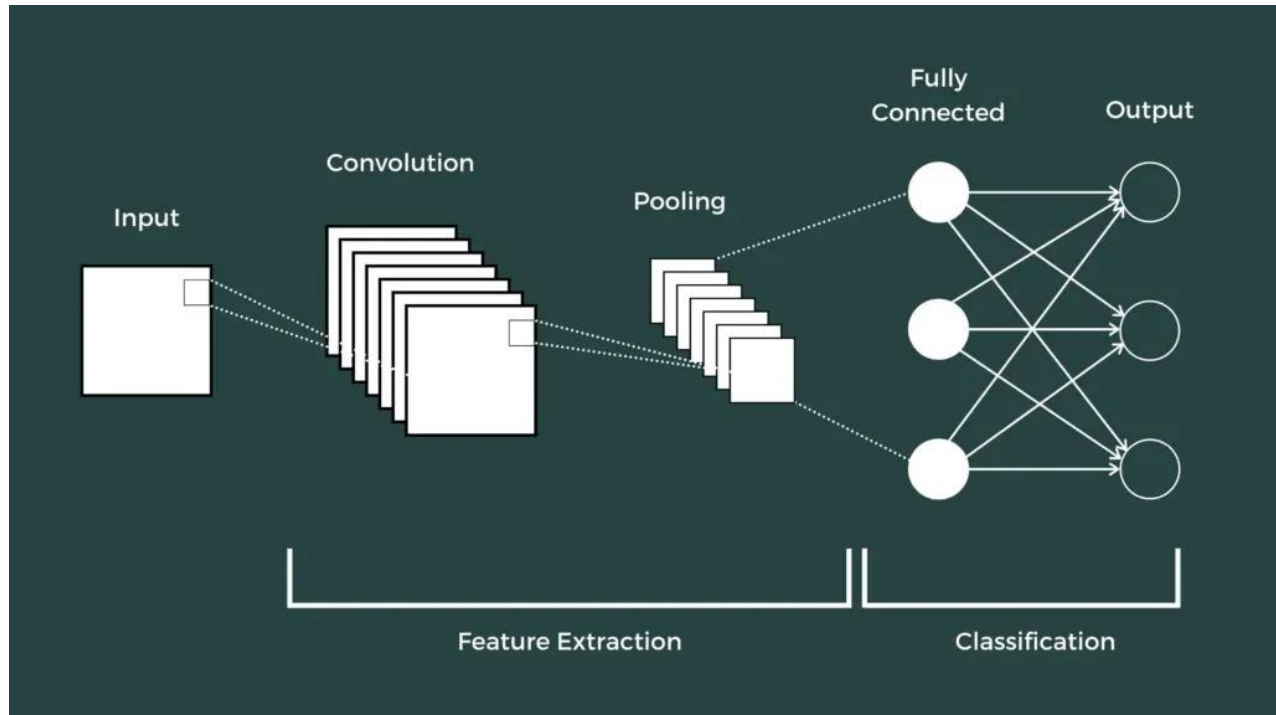 Input
Convolution
Pooling
Fully
Connected
Output
Feature Extraction
Classification